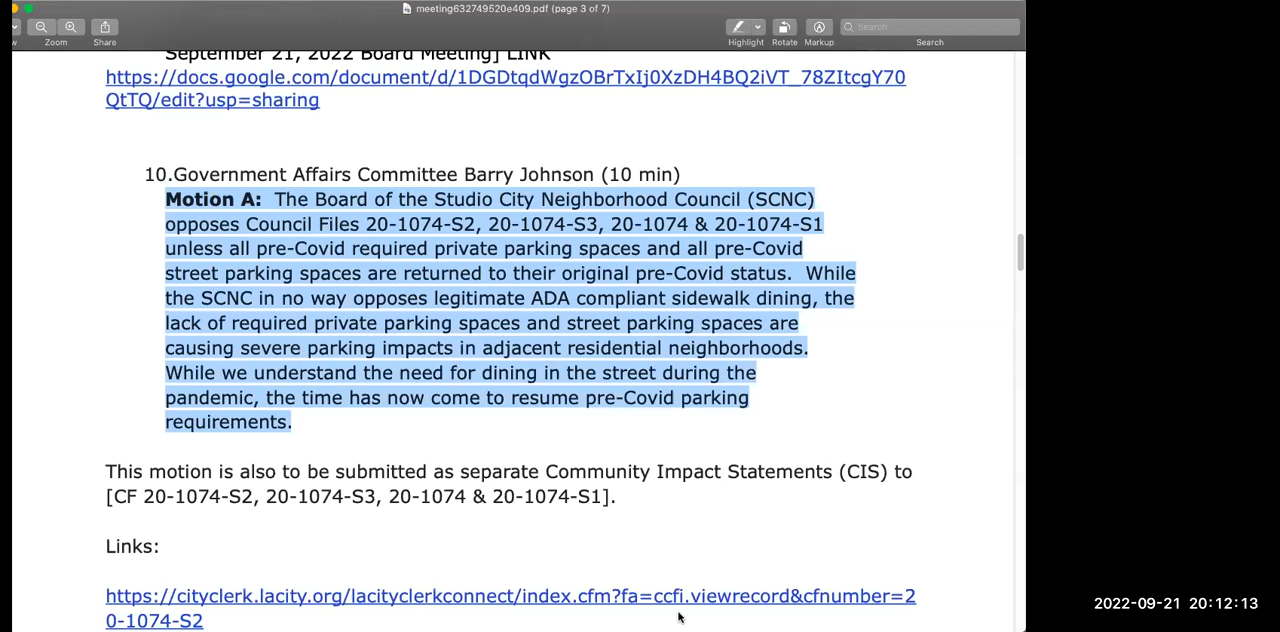 meeting632749520e409.pdf (page 3 of 7)
Search
w Zoom Share Highlight Rotate Markup Search
September 21, 2022 Board Meeting] LINK
https://docs.google.com/document/d/1DGDtqdWgzOBrTxIj0XzDH4BQ2iVT_78ZItcgY70
QtTQ/edit?usp=sharing
10.Government Affairs Committee Barry Johnson (10 min)
Motion A: The Board of the Studio City Neighborhood Council (SCNC)
opposes Council Files 20-1074-S2, 20-1074-S3, 20-1074 & 20-1074-S1
unless all pre-Covid required private parking spaces and all pre-Covid
street parking spaces are returned to their original pre-Covid status. While
the SCNC in no way opposes legitimate ADA compliant sidewalk dining, the
lack of required private parking spaces and street parking spaces are
causing severe parking impacts in adjacent residential neighborhoods.
While we understand the need for dining in the street during the
pandemic, the time has now come to resume pre-Covid parking
requirements.
This motion is also to be submitted as separate Community Impact Statements (CIS) to
[CF 20-1074-S2, 20-1074-S3, 20-1074 & 20-1074-S1].
Links:
https://cityclerk.lacity.org/lacityclerkconnect/index.cfm?fa=ccfi.viewrecord&cfnumber=2
0-1074-S2
2022-09-21 20:12:13